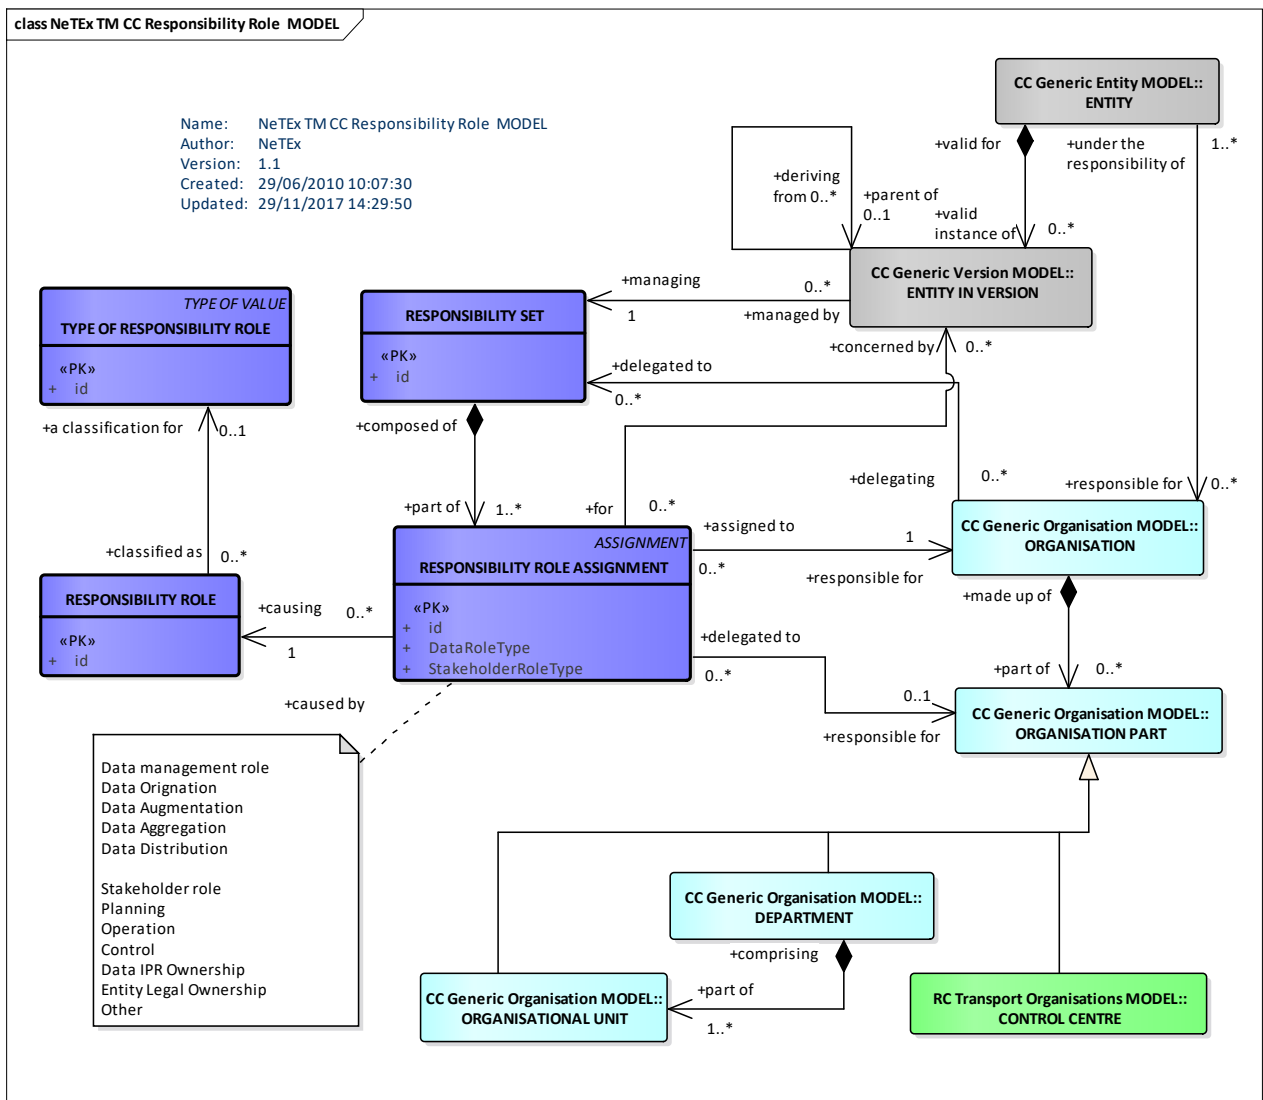 class NeTEx TM CC Responsibility Role  MODEL
Name: NeTEx TM CC Responsibility Role  MODEL
Author: NeTEx
Version: 1.1
Created: 29/06/2010 10:07:30
Updated: 29/11/2017 14:29:50
CC Generic Entity MODEL::
ENTITY
+valid for
+under the
responsibility of
1..*
+deriving
from 0..*
+parent of
0..1
+valid
instance of
0..*
CC Generic Version MODEL::
ENTITY IN VERSION
+managing
1
0..*
+managed by
+concerned by
0..*
TYPE OF VALUE
TYPE OF RESPONSIBILITY ROLE
«PK»
+ id
RESPONSIBILITY SET
«PK»
+ id
+delegated to
0..*
+a classification for
0..1
+composed of
+delegating
0..*
+responsible for
0..*
+part of
1..*
+for
0..*
+classified as
0..*
CC Generic Organisation MODEL::
ORGANISATION
+assigned to
0..*
1
+responsible for
ASSIGNMENT
RESPONSIBILITY ROLE ASSIGNMENT
«PK»
+ id
+ DataRoleType
+ StakeholderRoleType
RESPONSIBILITY ROLE
«PK»
+ id
+causing
1
0..*
+caused by
+made up of
+delegated to
0..*
0..1
+responsible for
+part of
0..*
CC Generic Organisation MODEL::
ORGANISATION PART
Data management role
Data Orignation
Data Augmentation
Data Aggregation
Data Distribution
Stakeholder role
Planning
Operation
Control
Data IPR Ownership
Entity Legal Ownership
Other
CC Generic Organisation MODEL::
DEPARTMENT
+comprising
+part of
1..*
CC Generic Organisation MODEL::
ORGANISATIONAL UNIT
RC Transport Organisations MODEL::
CONTROL CENTRE